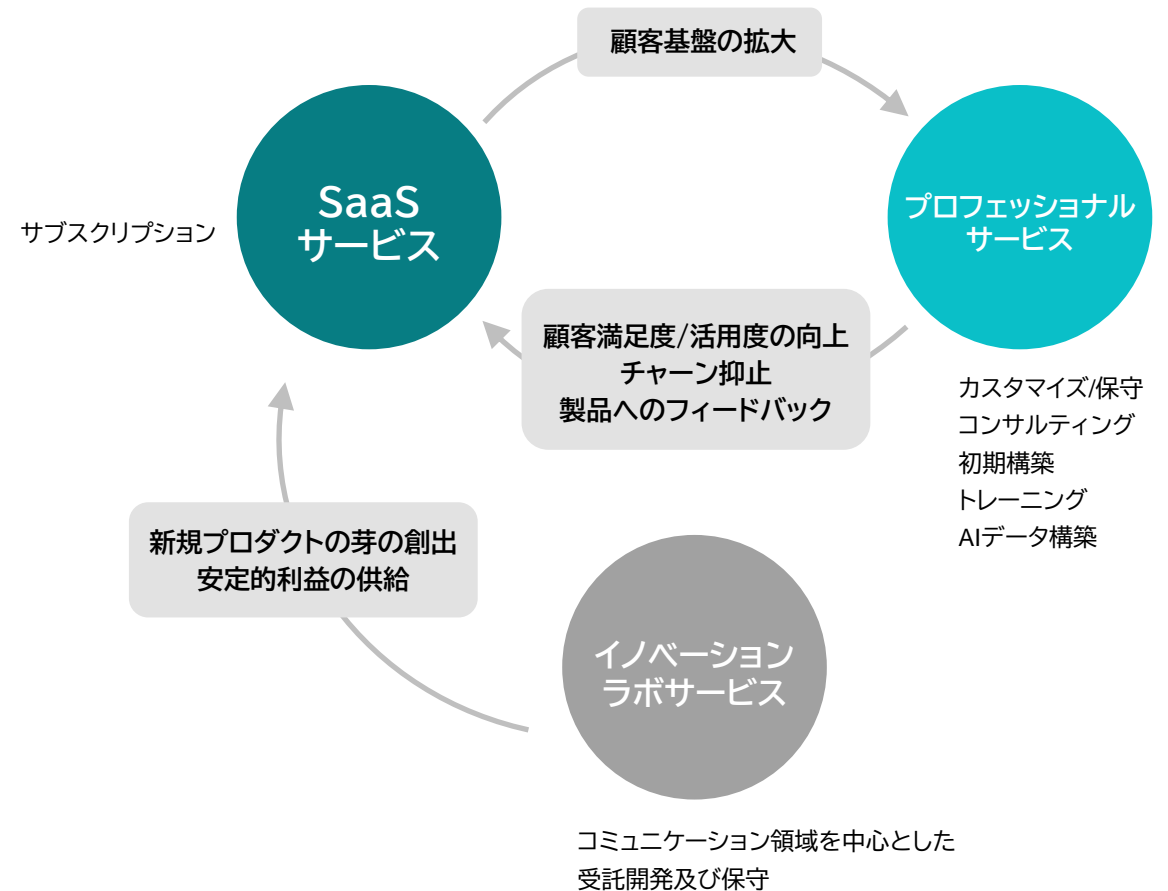 顧客基盤の拡大
SaaS
サービス
プロフェッショナル
サービス
サブスクリプション
顧客満足度/活用度の向上
チャーン抑止
製品へのフィードバック
カスタマイズ/保守
コンサルティング
初期構築
トレーニング
AIデータ構築
新規プロダクトの芽の創出
安定的利益の供給
イノベーション
ラボサービス
コミュニケーション領域を中心とした
受託開発及び保守